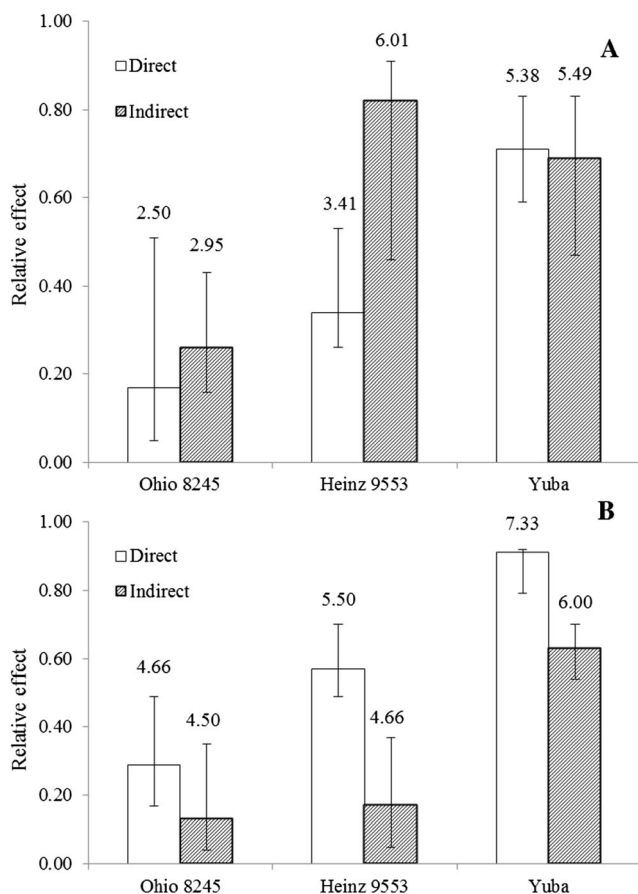 1.00
A
6.01
Direct
5.38 5.49
0.80
Indirect
0.60
2.50
3.41
2.95
0.40
0.20
0.00
Relative effect
Ohio 8245 Heinz 9553 Yuba
B
1.00
7.33
Direct
0.80
Indirect
6.00
5.50
0.60
4.66
4.50
4.66
0.40
0.20
0.00
Relative effect
Ohio 8245 Heinz 9553 Yuba